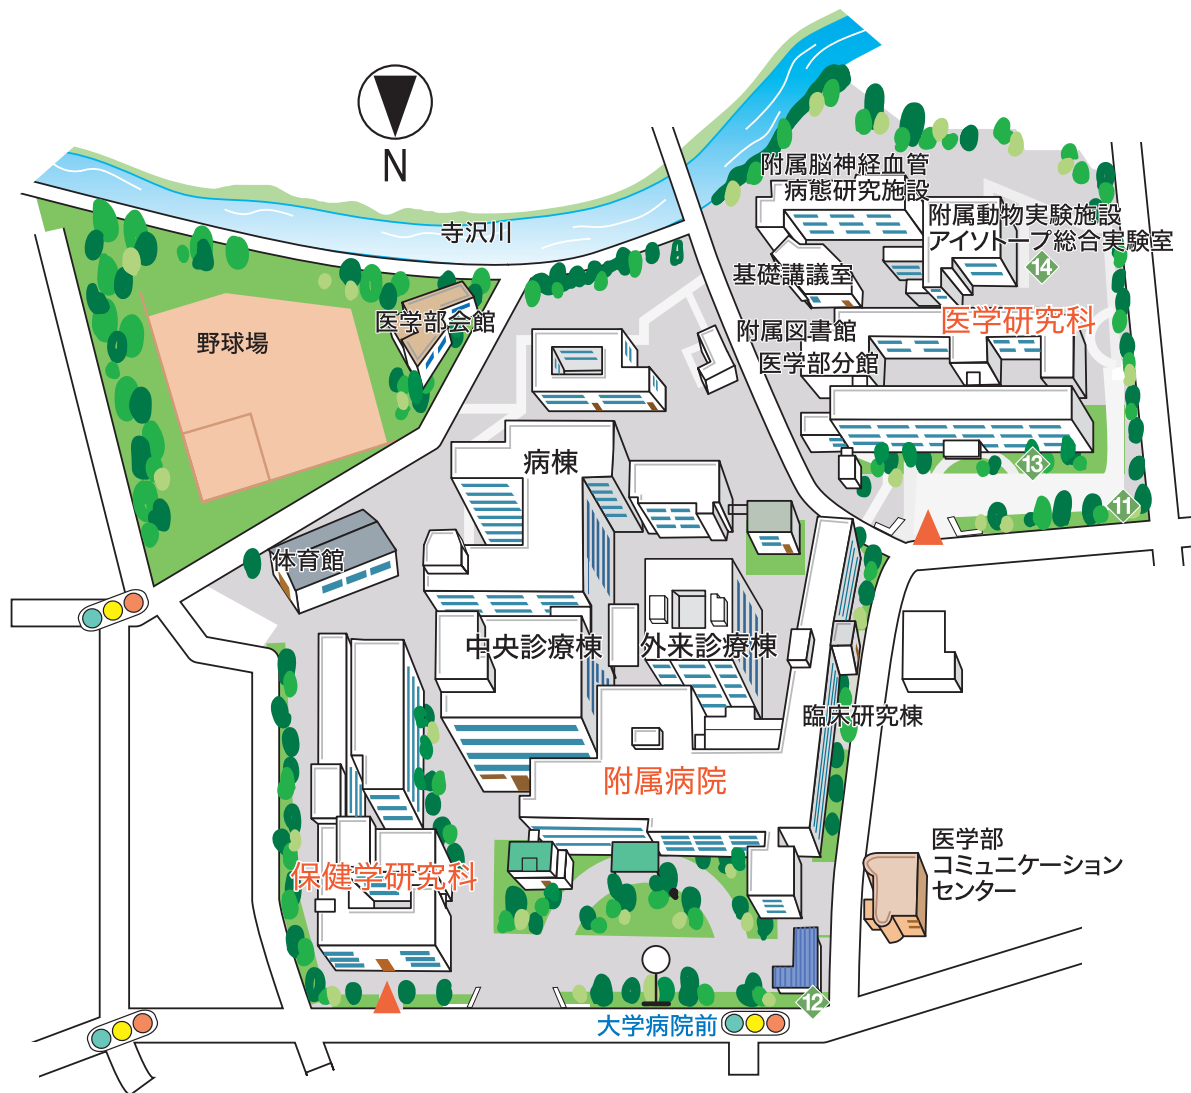 N
寺沢川
附属脳神経血管
病態研究施設
附属動物実験施設
アイソトープ総合実験室
14
基礎講議室
医学研究科
附属図書館
医学部分館
医学部会館
野球場
13
11
病棟
体育館
中央診療棟
外来診療棟
臨床研究棟
附属病院
保健学研究科
医学部
コミュニケーション
センター
12
大学病院前